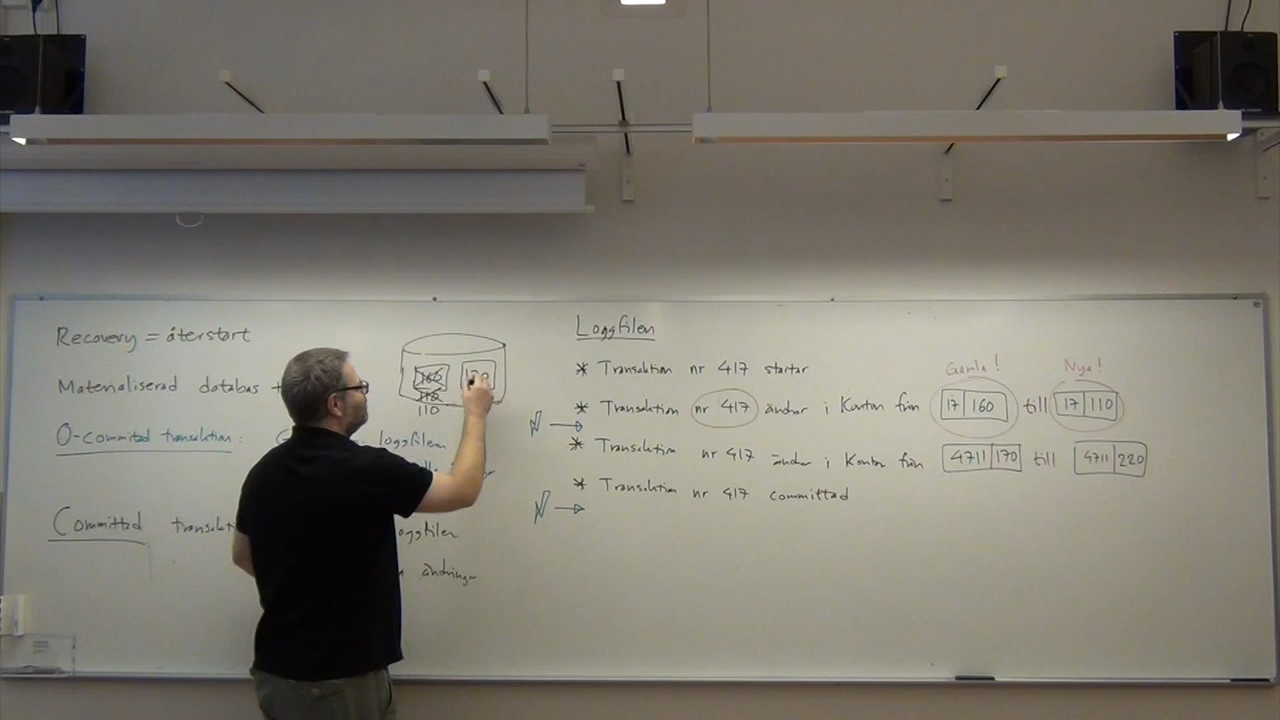 Recovery = återstart
Materialiserad databas +
O-committad transaktion:
loggfilen
Committad
loggfilen
ändringar
160
110
110
Loggfilen
* Transaktion nr 417 startar
Gamla! Nya!
* Transaktion nr 417 ändrar i Konton från 17 160 till 17 110
* Transaktion nr 417 ändrar i Konton från 4711 170 till 4711 220
* Transaktion nr 417 committad